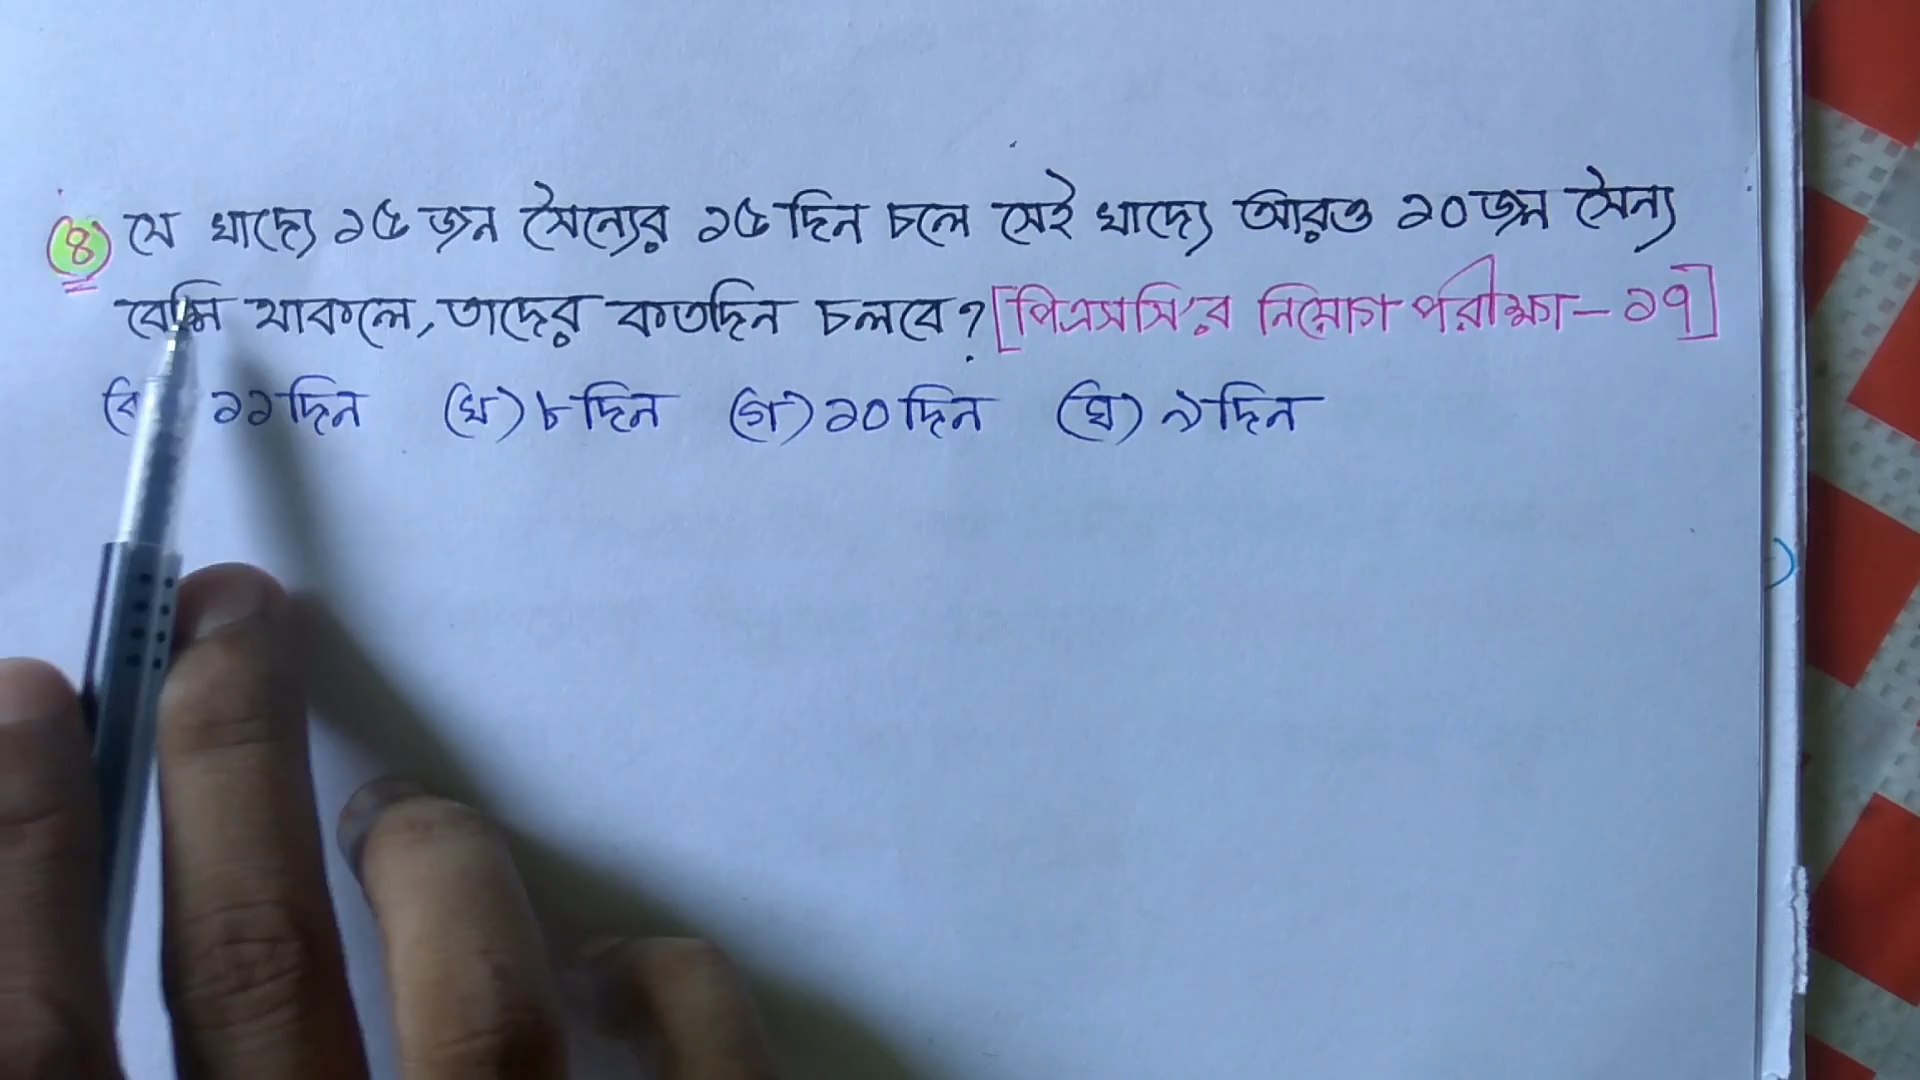 ৪ যে খাদ্যে ১৫ জন সৈন্যের ১৫ দিন চলে সেই খাদ্যে আরও ১০ জন সৈন্য
বেশি থাকলে, তাদের কতদিন চলবে? [পিএসসি'র নিয়োগ পরীক্ষা – ১৭]
১১ দিন (খ) ৮ দিন (গ) ১০ দিন (ঘ) ৯ দিন